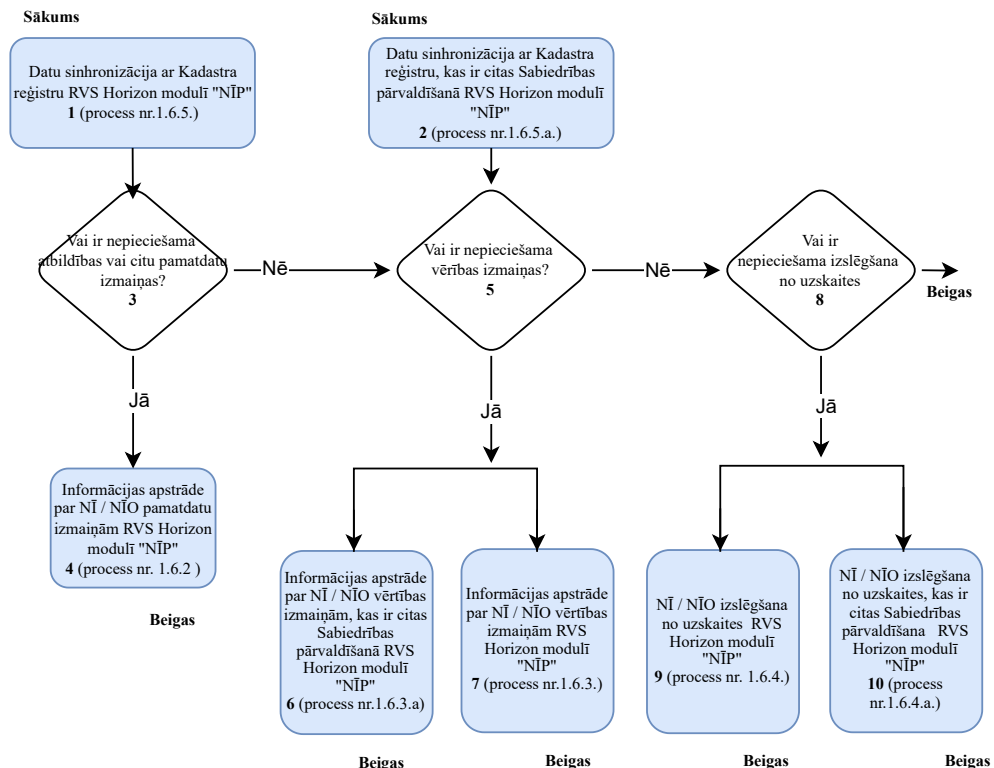 Sākums
Datu sinhronizācija ar Kadastra
reģistru RVS Horizon modulī "NĪP"
1 (process nr.1.6.5.)
Sākums
Datu sinhronizācija ar Kadastra
reģistru, kas ir citas Sabiedrības
pārvaldīšanā RVS Horizon modulī
"NĪP"
2 (process nr.1.6.5.a.)
Vai ir nepieciešama
atbildības vai citu pamatdatu
izmaiņas?
3
Nē
Vai ir nepieciešama
vērības izmaiņas?
5
Nē
Vai ir
nepieciešama izslēgšana
no uzskaites
8
Beigas
Jā
Jā
Jā
Informācijas apstrāde
par NĪ / NĪO pamatdatu
izmaiņām RVS Horizon
modulī "NĪP"
4 (process nr. 1.6.2 )
Beigas
Informācijas apstrāde
par NĪ / NĪO vērtības
izmaiņām, kas ir citas
Sabiedrības
pārvaldīšanā RVS
Horizon modulī
"NĪP"
6 (process nr.1.6.3.a)
Beigas
Informācijas apstrāde
par NĪ / NĪO vērtības
izmaiņām RVS
Horizon modulī
"NĪP"
7 (process nr.1.6.3.)
Beigas
NĪ / NĪO izslēgšana
no uzskaites RVS
Horizon modulī
"NĪP"
9 (process nr. 1.6.4.)
Beigas
NĪ / NĪO izslēgšana
no uzskaites, kas ir
citas Sabiedrības
pārvaldīšana RVS
Horizon modulī
"NĪP"
10 (process
nr.1.6.4.a.)
Beigas